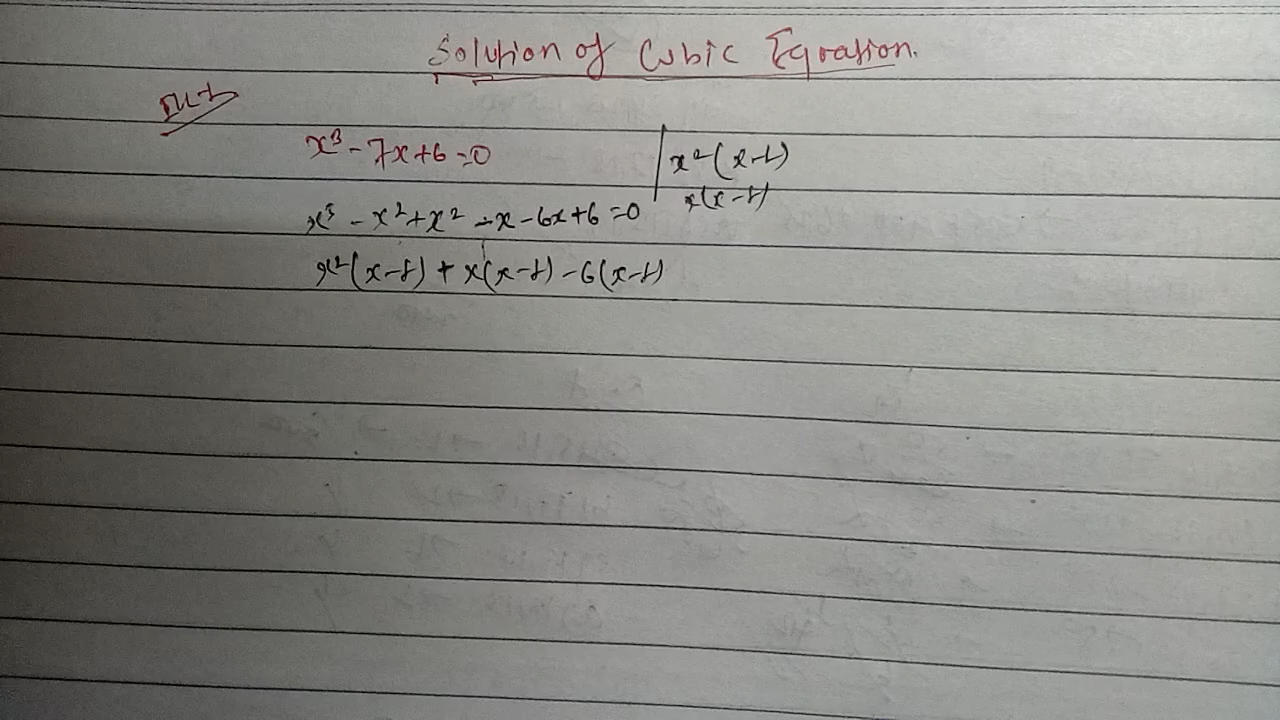 Solution of Cubic Equation.
x³ - 7x + 6 = 0
x²(x-1)
x(x-1)
x³ - x² + x² - x - 6x + 6 = 0
x²(x-1) + x(x-1) - 6(x-1)